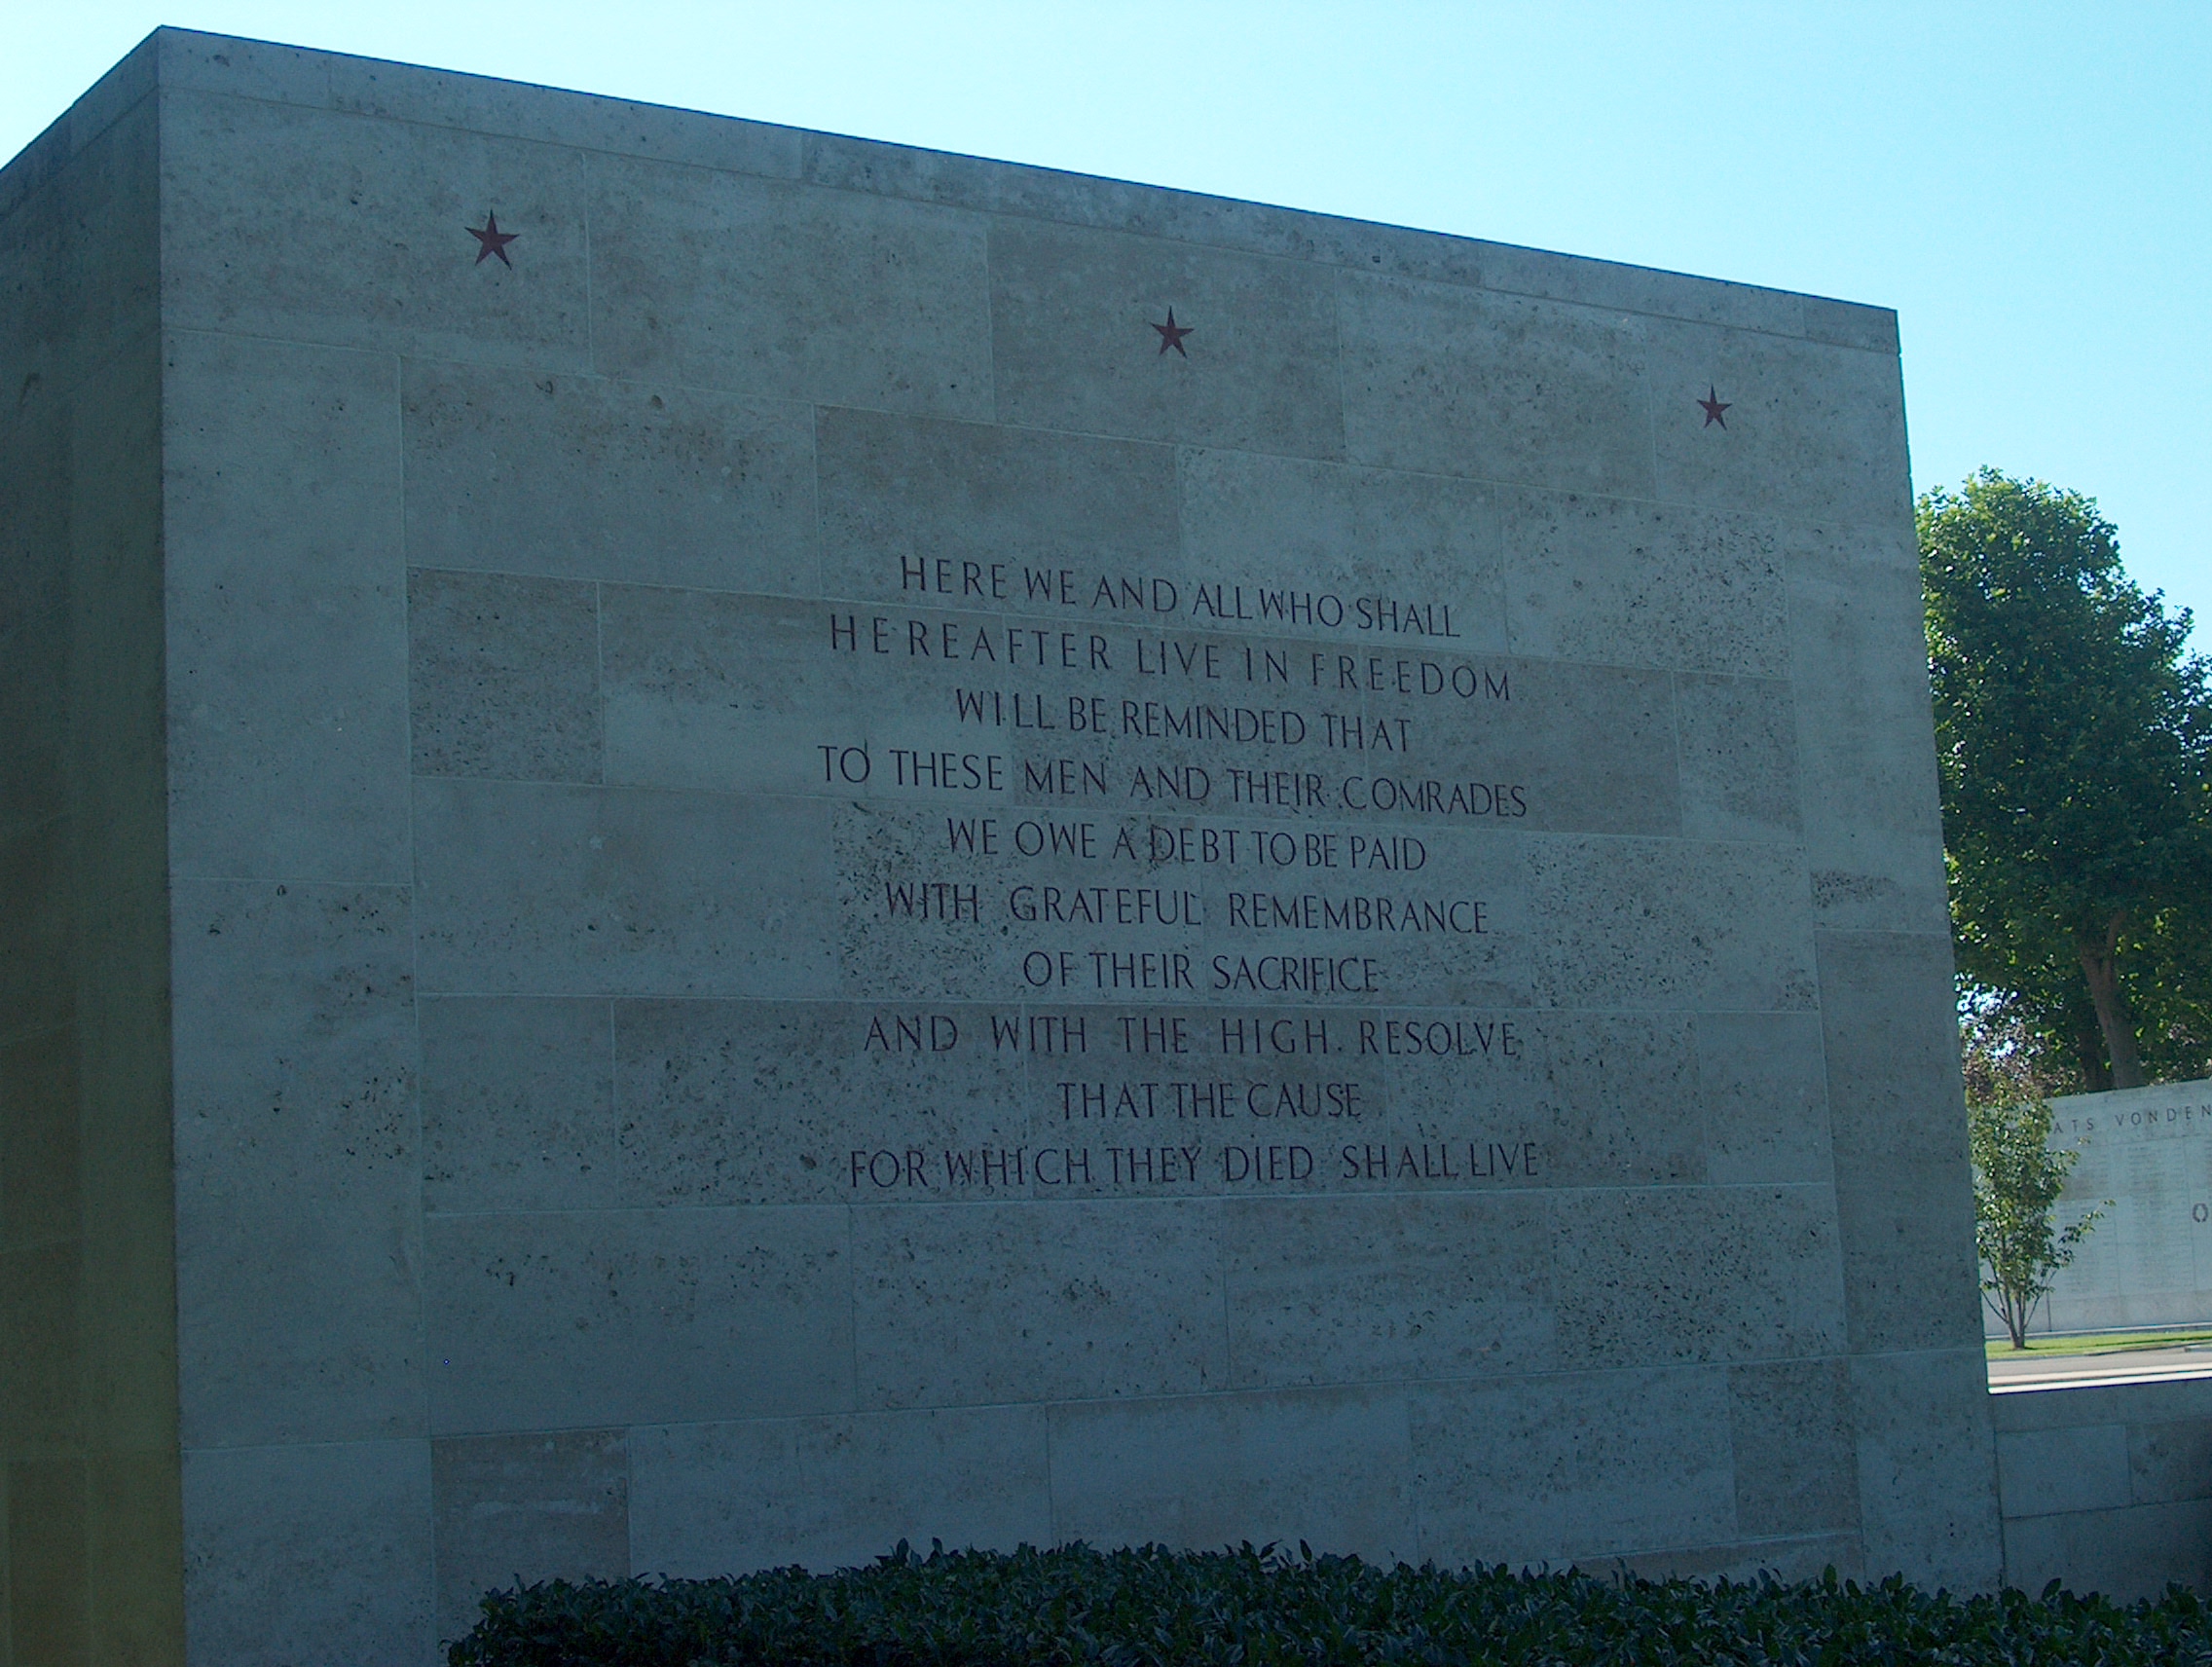 HERE WE AND ALL WHO SHALL
HEREAFTER LIVE IN FREEDOM
WILL BE REMINDED THAT
TO THESE MEN AND THEIR COMRADES
WE OWE A DEBT TO BE PAID
WITH GRATEFUL REMEMBRANCE
OF THEIR SACRIFICE
AND WITH THE HIGH RESOLVE
THAT THE CAUSE
FOR WHICH THEY DIED SHALL LIVE
ATS VONDEN